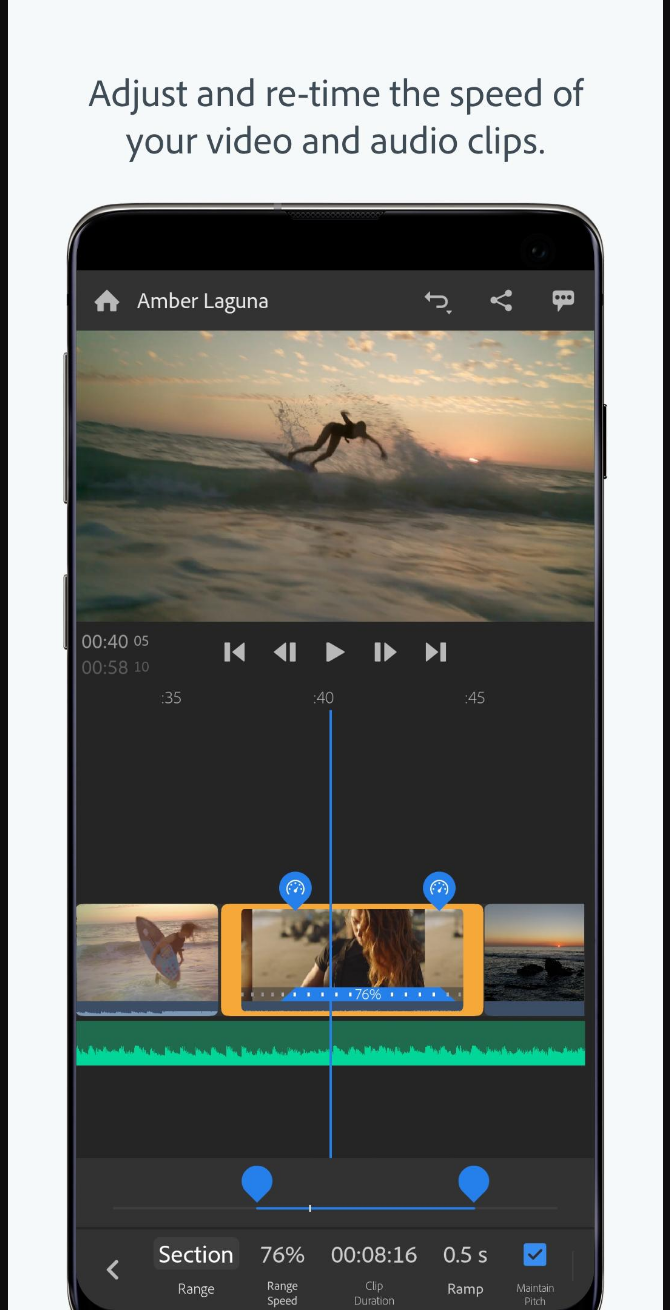 Adjust and re-time the speed of
your video and audio clips.
Amber Laguna
00:40 05
00:58 10
:35 :40 :45
76%
Section 76% 00:08:16 0.5 s
Range Range Speed Clip Duration Ramp Maintain Pitch